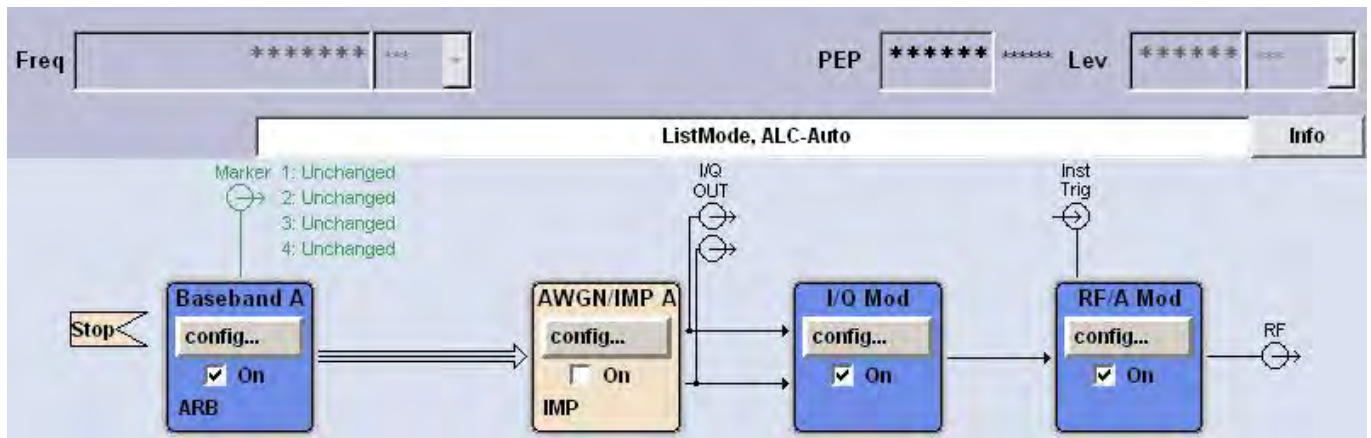 Freq ******* *** PEP ****** ****** Lev ****** ***
ListMode, ALC-Auto Info
Marker 1: Unchanged
2: Unchanged
3: Unchanged
4: Unchanged
I/Q
OUT
Inst
Trig
Stop
Baseband A
config...
On
ARB
AWGN/IMP A
config...
On
IMP
I/Q Mod
config...
On
RF/A Mod
config...
On
RF